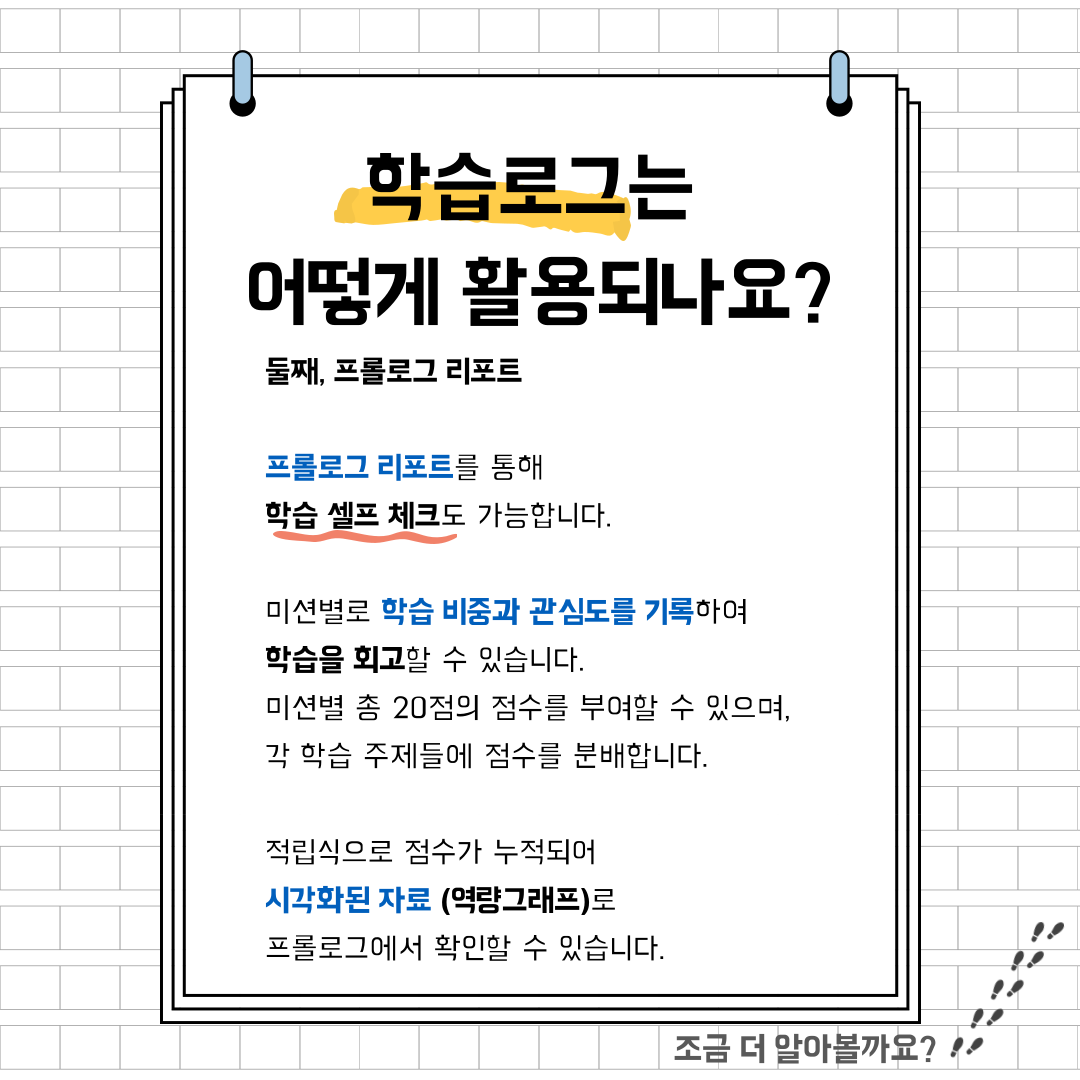 학습로그는
어떻게 활용되나요?
둘째, 프롤로그 리포트
프롤로그 리포트를 통해
학습 셀프 체크도 가능합니다.
미션별로 학습 비중과 관심도를 기록하여
학습을 회고할 수 있습니다.
미션별 총 20점의 점수를 부여할 수 있으며,
각 학습 주제들에 점수를 분배합니다.
적립식으로 점수가 누적되어
시각화된 자료 (역량그래프)로
프롤로그에서 확인할 수 있습니다.
조금 더 알아볼까요?